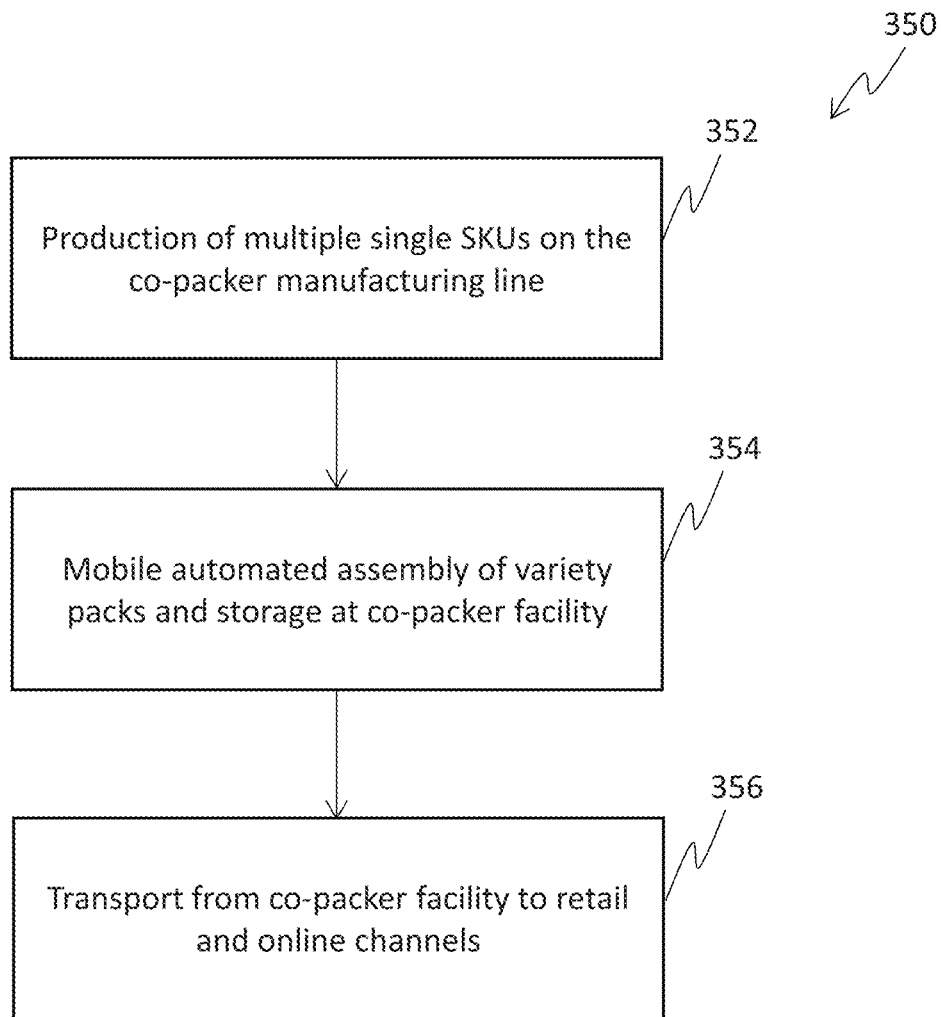 350
352
Production of multiple single SKUs on the
co-packer manufacturing line
354
Mobile automated assembly of variety
packs and storage at co-packer facility
356
Transport from co-packer facility to retail
and online channels